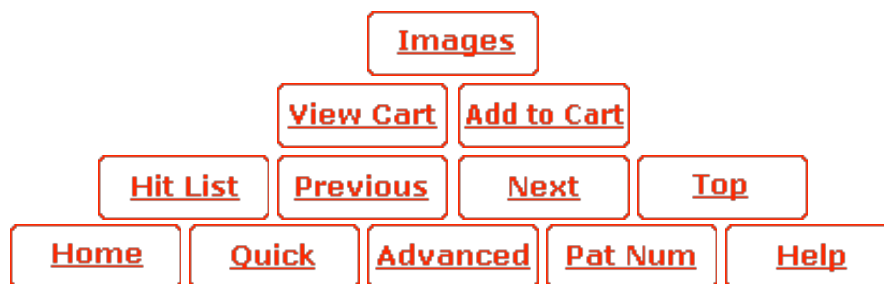 Images
View Cart Add to Cart
Hit List Previous Next Top
Home Quick Advanced Pat Num Help